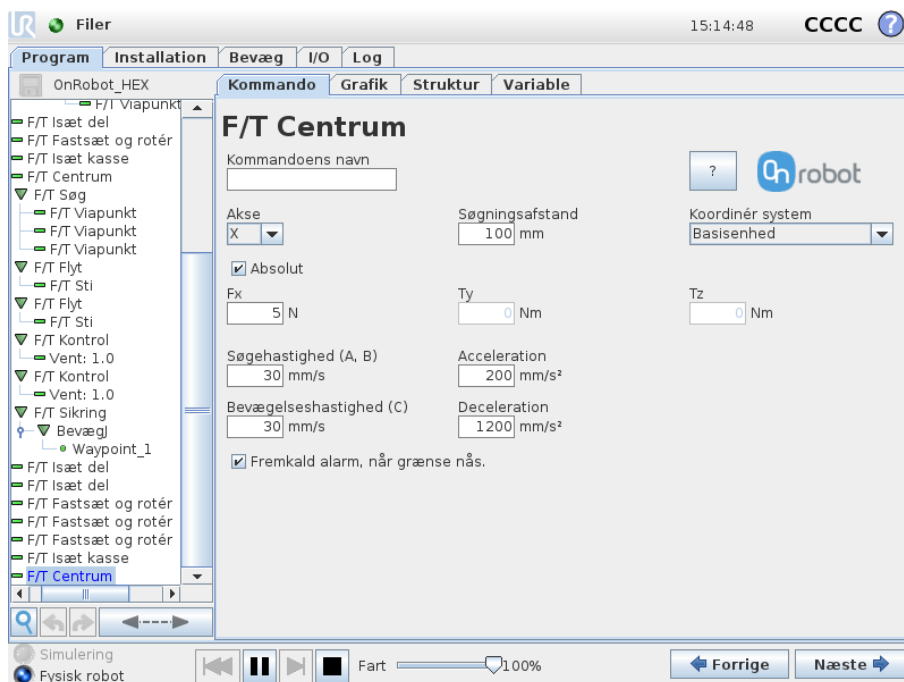 UR Filer 15:14:48 CCCC ?
Program Installation Bevæg I/O Log
OnRobot_HEX
Kommando Grafik Struktur Variable
F/T Viapunkt
F/T Isæt del
F/T Fastsæt og rotér
F/T Isæt kasse
F/T Centrum
F/T Søg
F/T Viapunkt
F/T Viapunkt
F/T Viapunkt
F/T Flyt
F/T Sti
F/T Flyt
F/T Sti
F/T Kontrol
Vent: 1.0
F/T Kontrol
Vent: 1.0
F/T Sikring
BevægJ
Waypoint_1
F/T Isæt del
F/T Isæt del
F/T Fastsæt og rotér
F/T Fastsæt og rotér
F/T Fastsæt og rotér
F/T Isæt kasse
F/T Centrum
F/T Centrum
Kommandoens navn
? On robot
Akse Søgningsafstand Koordinér system
X 100 mm Basisenhed
Absolut
Fx Ty Tz
5 N 0 Nm 0 Nm
Søgehastighed (A, B) Acceleration
30 mm/s 200 mm/s²
Bevægelseshastighed (C) Deceleration
30 mm/s 1200 mm/s²
Fremkald alarm, når grænse nås.
Simulering
Fysisk robot
Fart 100% Forrige Næste